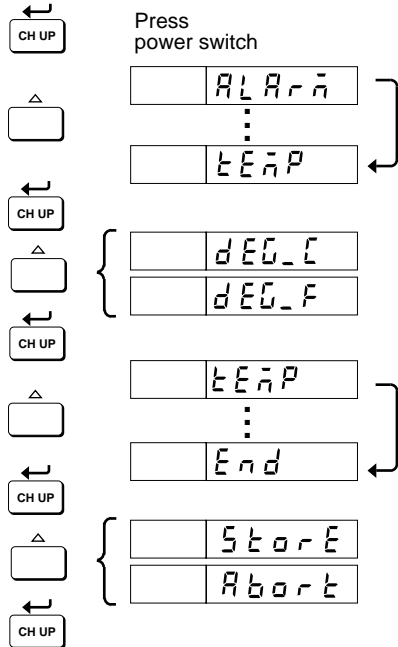 CH UP
Press
power switch
ALArm
tEmP
CH UP
dEG_C
dEG_F
CH UP
tEmP
End
CH UP
StorE
Abort
CH UP